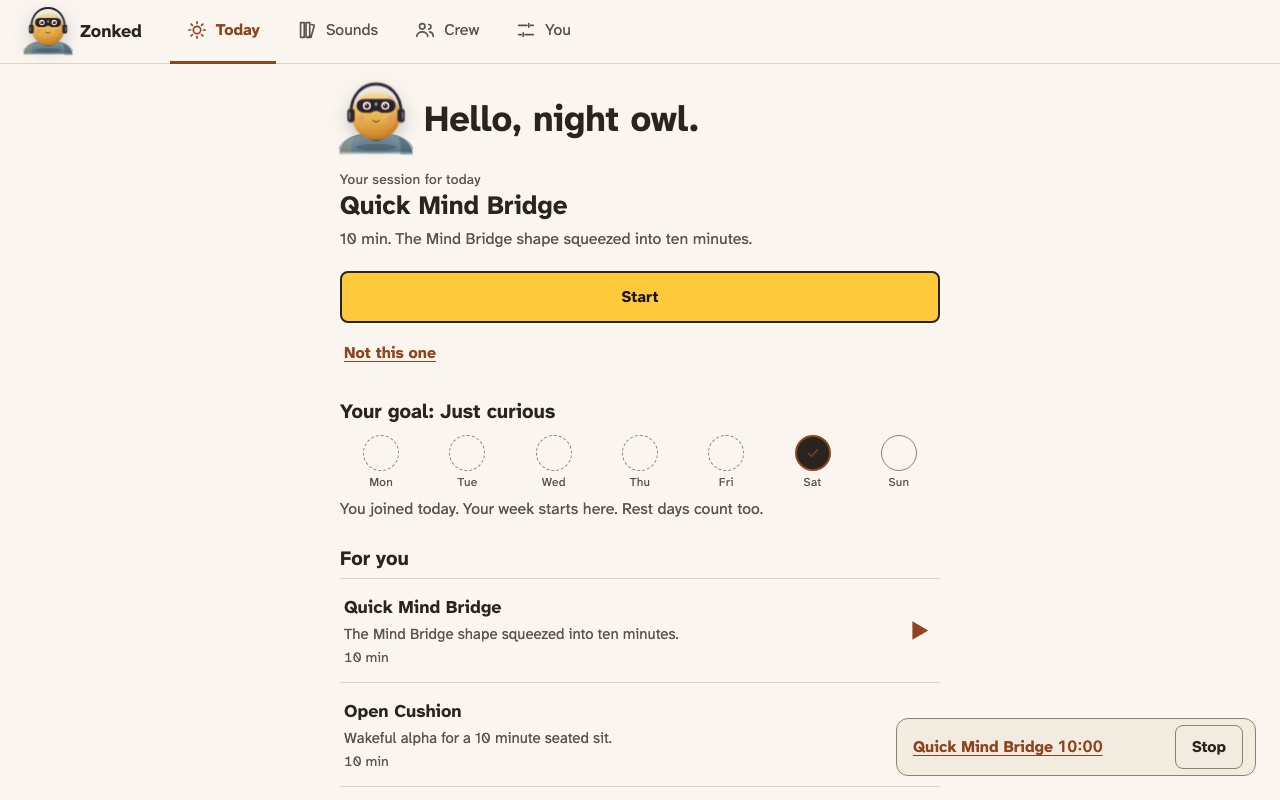 Zonked
Today
Sounds
Crew
You
Hello, night owl.
Your session for today
Quick Mind Bridge
10 min. The Mind Bridge shape squeezed into ten minutes.
Start
Not this one
Your goal: Just curious
Mon Tue Wed Thu Fri Sat Sun
You joined today. Your week starts here. Rest days count too.
For you
Quick Mind Bridge
The Mind Bridge shape squeezed into ten minutes.
10 min
Open Cushion
Wakeful alpha for a 10 minute seated sit.
10 min
Quick Mind Bridge 10:00
Stop